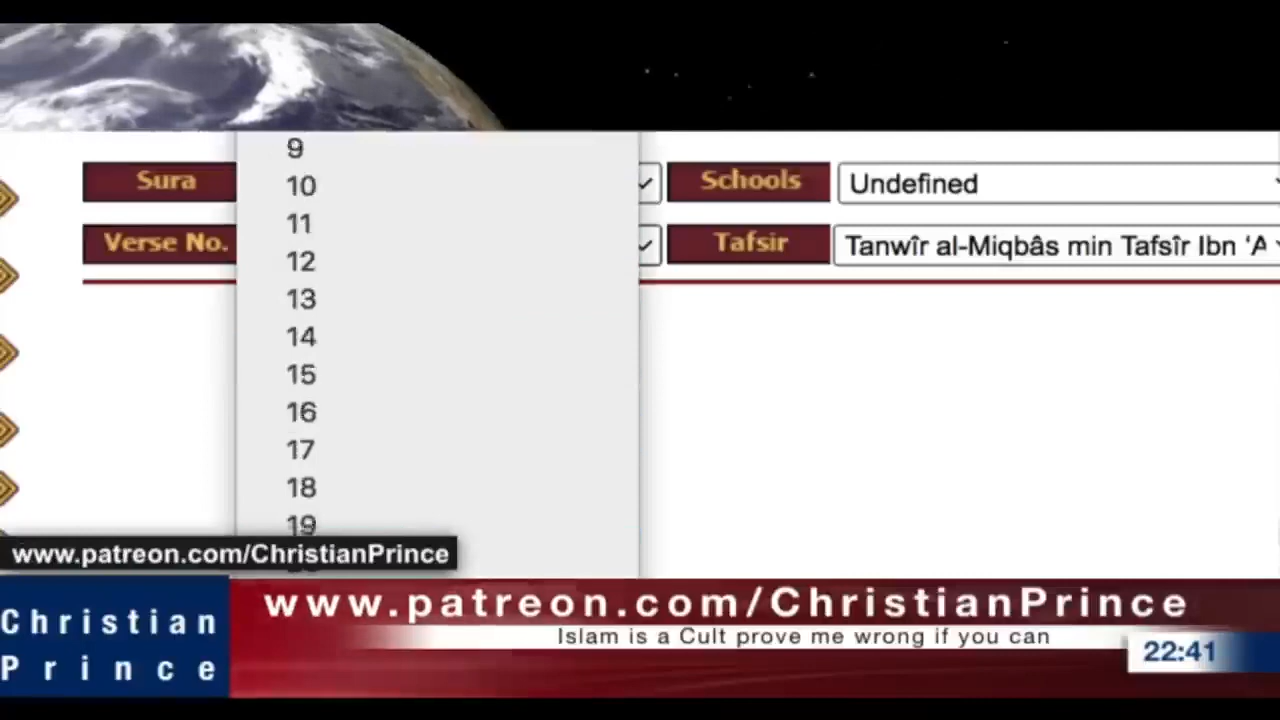 9
Sura
10
Schools
Undefined
11
Verse No.
12
Tafsir
Tanwîr al-Miqbâs min Tafsîr Ibn 'A
13
14
15
16
17
18
19
www.patreon.com/ChristianPrince
Christian
Prince
www.patreon.com/ChristianPrince
Islam is a Cult prove me wrong if you can
22:41